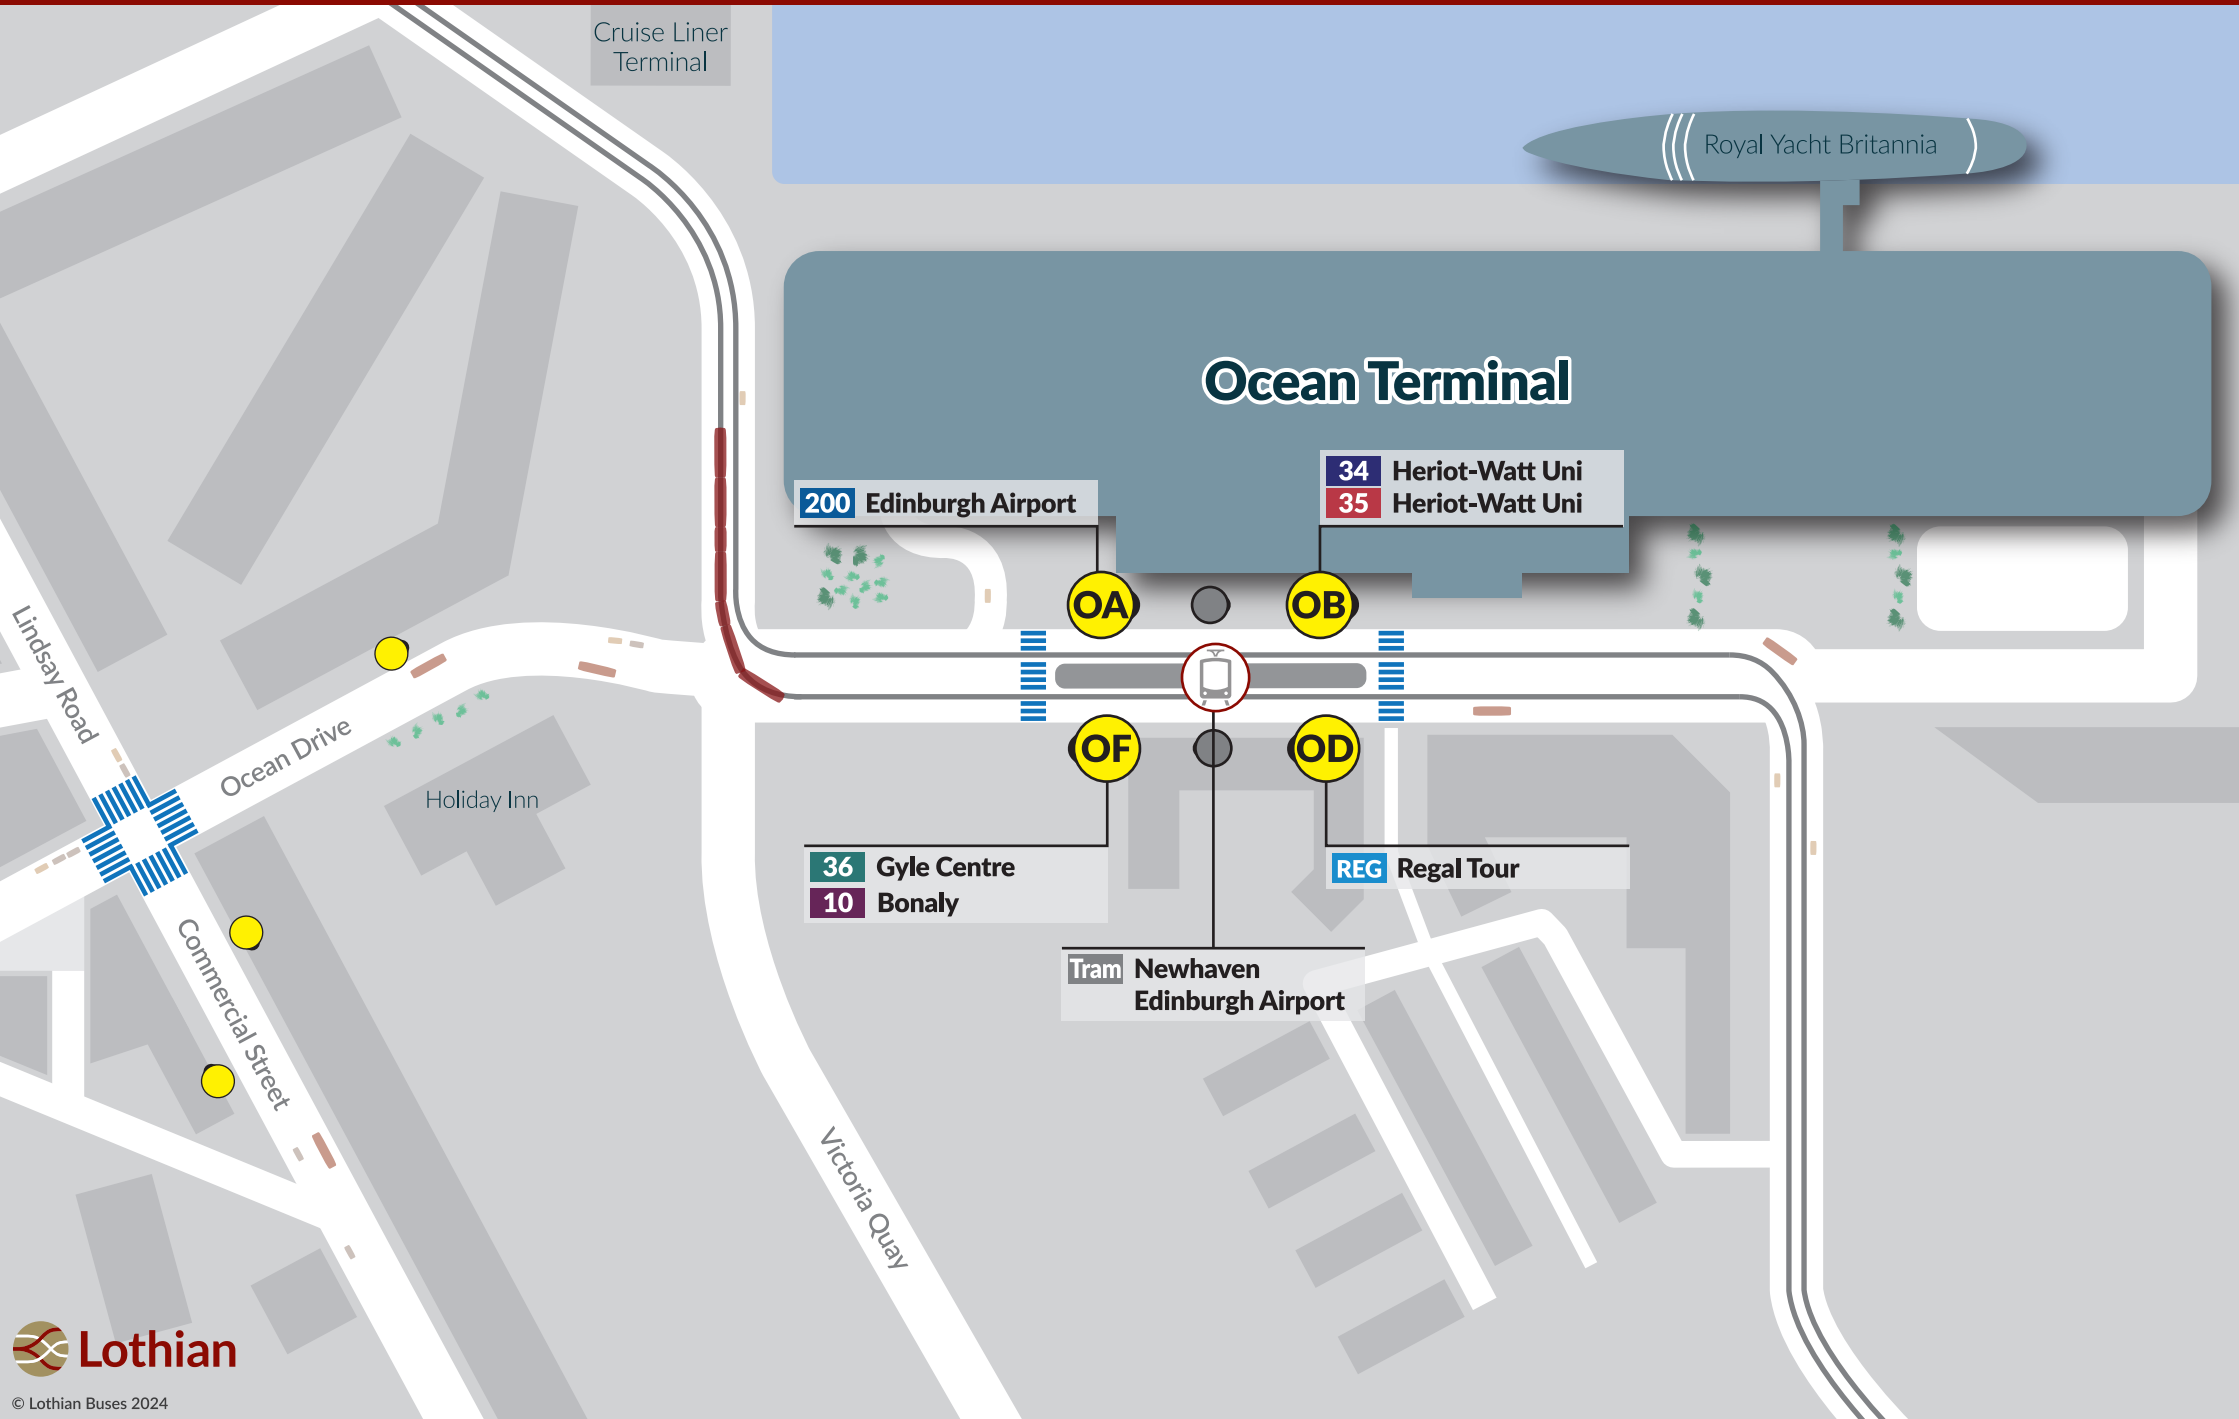 Cruise Liner
Terminal
Royal Yacht Britannia
Ocean Terminal
34 Heriot-Watt Uni
35 Heriot-Watt Uni
200 Edinburgh Airport
OA
OB
Lindsay Road
Ocean Drive
Holiday Inn
OF
OD
36 Gyle Centre
10 Bonaly
REG Regal Tour
Tram Newhaven
Edinburgh Airport
Commercial Street
Victoria Quay
Lothian
© Lothian Buses 2024